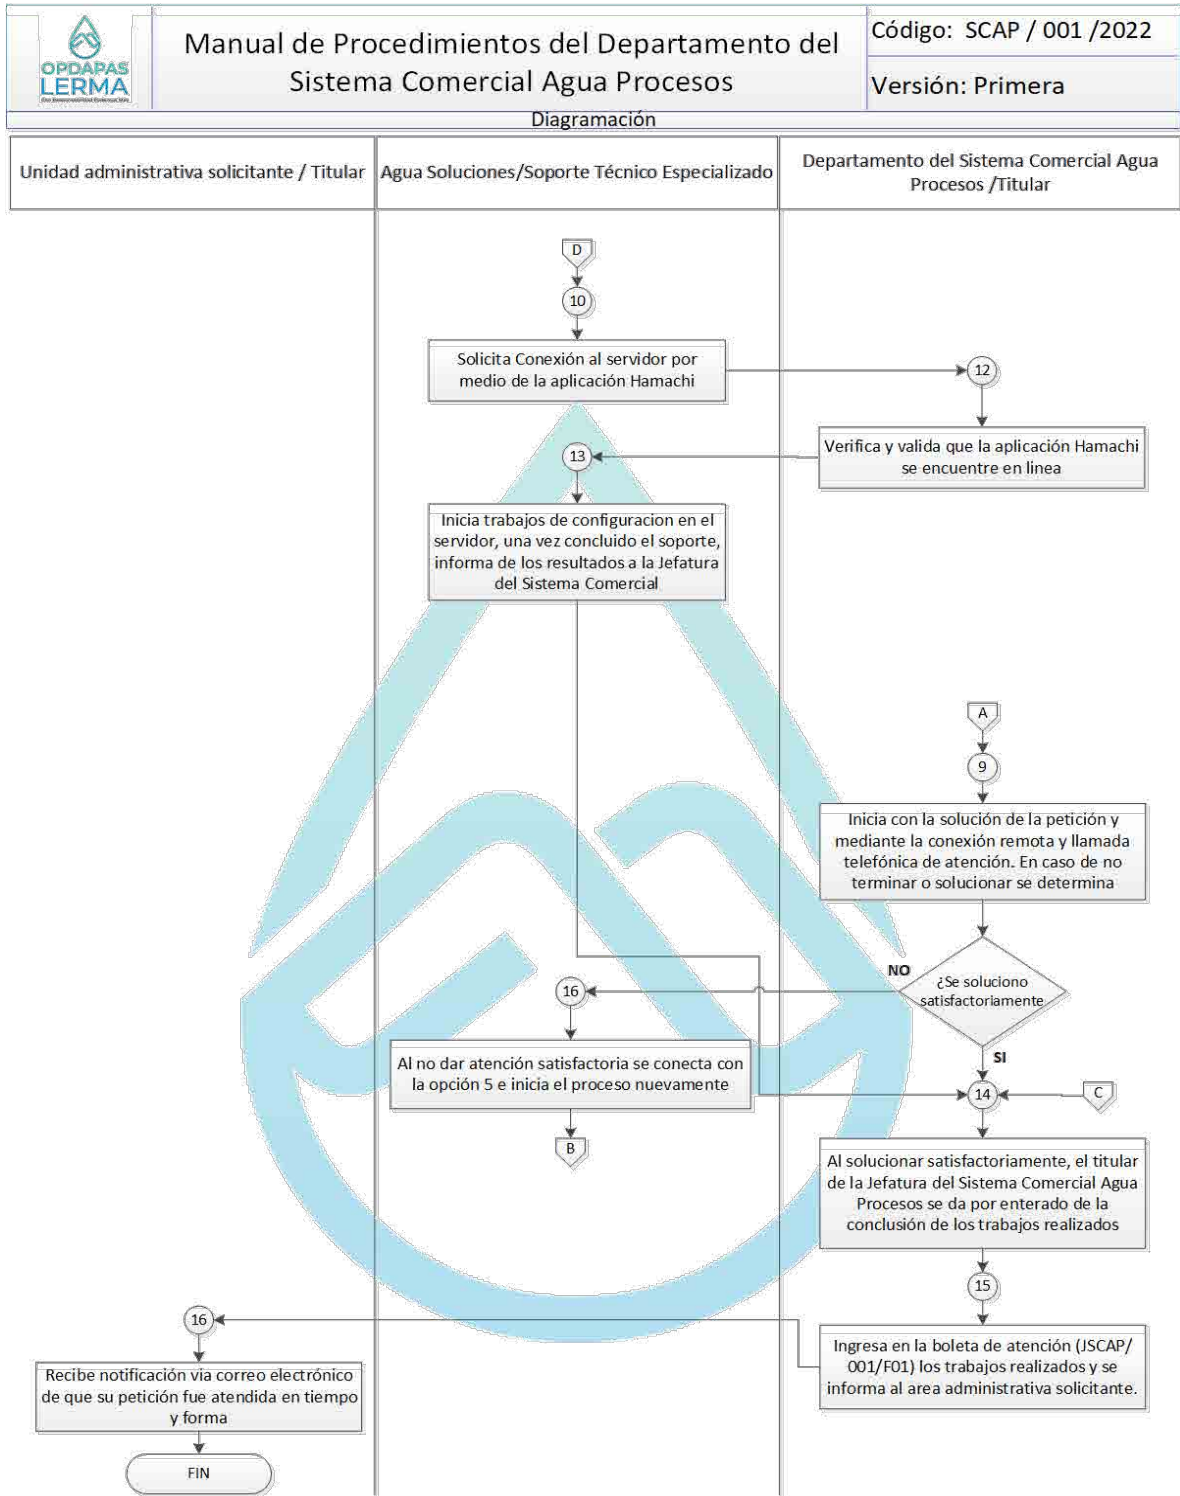 OPDAPAS
LERMA
Manual de Procedimientos del Departamento del
Sistema Comercial Agua Procesos
Código: SCAP / 001 /2022
Versión: Primera
Diagramación
Unidad administrativa solicitante / Titular
Agua Soluciones/Soporte Técnico Especializado
Departamento del Sistema Comercial Agua
Procesos /Titular
D
10
Solicita Conexión al servidor por
medio de la aplicación Hamachi
12
Verifica y valida que la aplicación Hamachi
se encuentre en linea
13
Inicia trabajos de configuracion en el
servidor, una vez concluido el soporte,
informa de los resultados a la Jefatura
del Sistema Comercial
A
9
Inicia con la solución de la petición y
mediante la conexión remota y llamada
telefónica de atención. En caso de no
terminar o solucionar se determina
NO
¿Se soluciono
satisfactoriamente
SI
16
Al no dar atención satisfactoria se conecta con
la opción 5 e inicia el proceso nuevamente
B
14
C
Al solucionar satisfactoriamente, el titular
de la Jefatura del Sistema Comercial Agua
Procesos se da por enterado de la
conclusión de los trabajos realizados
15
Ingresa en la boleta de atención (JSCAP/
001/F01) los trabajos realizados y se
informa al area administrativa solicitante.
16
Recibe notificación via correo electrónico
de que su petición fue atendida en tiempo
y forma
FIN